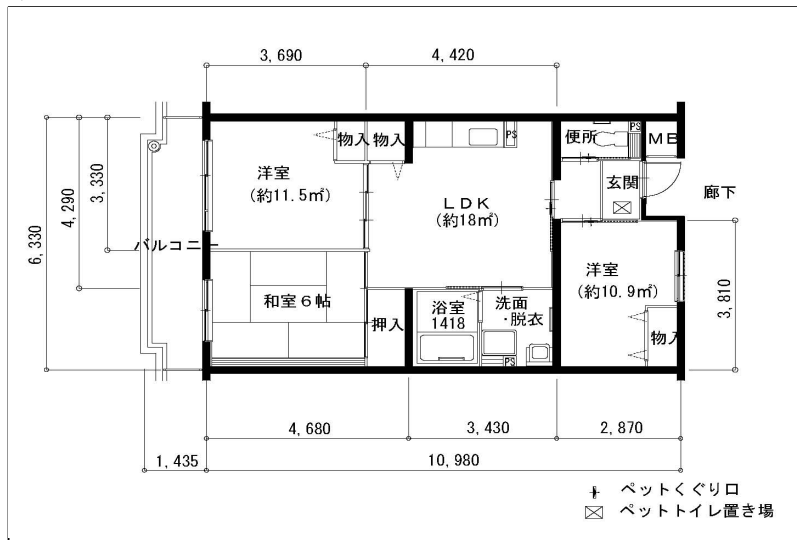 3,690
4,420
物入
物入
PS
便所
PS
MB
洋室
(約11.5㎡)
LDK
(約18㎡)
玄関
廊下
6,330
4,290
3,330
バルコニー
洋室
(約10.9㎡)
3,810
和室6帖
押入
浴室
1418
洗面
・脱衣
物入
PS
4,680
3,430
2,870
1,435
10,980
ペットくぐり口
ペットトイレ置き場